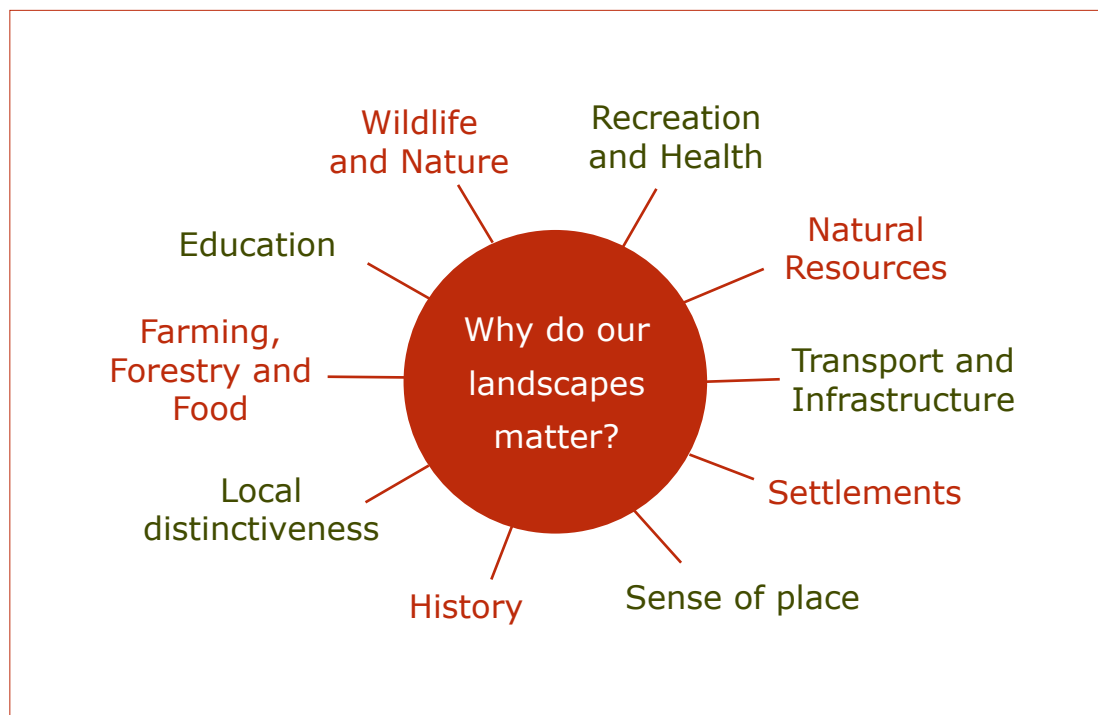 Wildlife
and Nature
Recreation
and Health
Education
Natural
Resources
Farming,
Forestry and
Food
Why do our
landscapes
matter?
Transport and
Infrastructure
Local
distinctiveness
Settlements
History
Sense of place